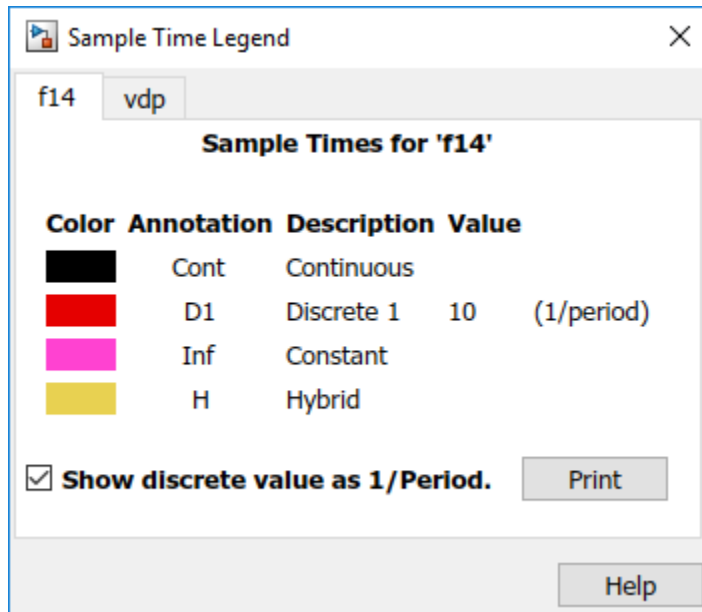 Sample Time Legend
f14 vdp
Sample Times for 'f14'
Color Annotation Description Value
Cont Continuous
D1 Discrete 1 10 (1/period)
Inf Constant
H Hybrid
Show discrete value as 1/Period. Print
Help